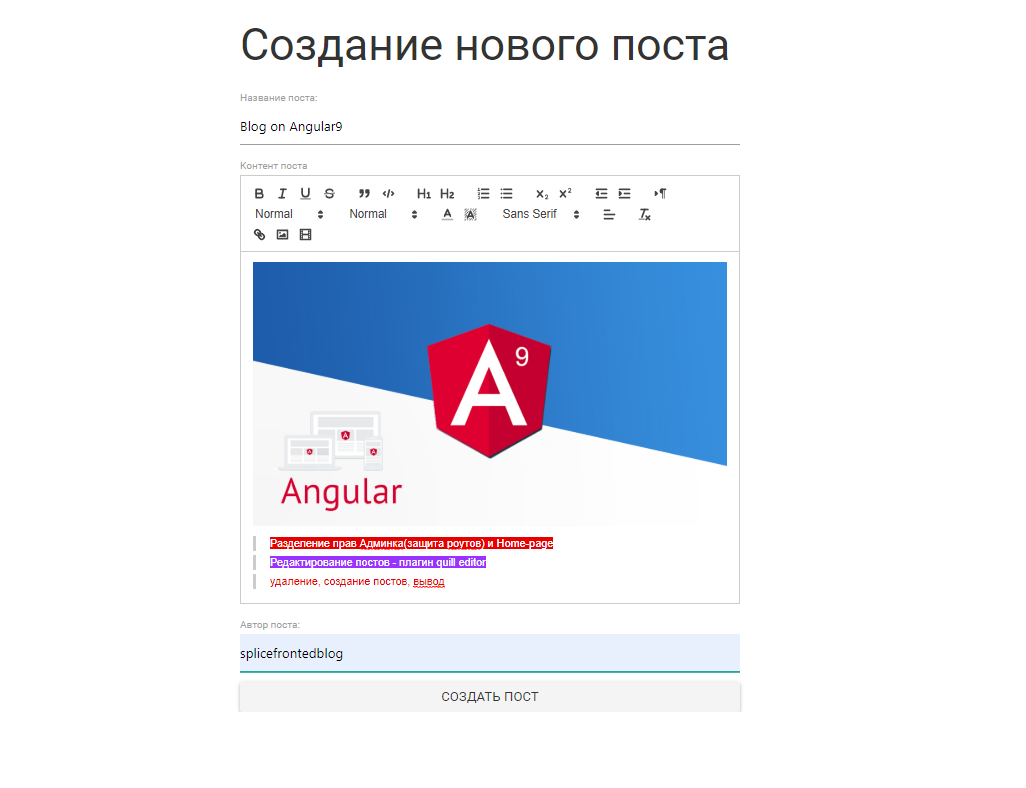 Создание нового поста
Название поста:
Blog on Angular9
Контент поста
B I U S H1 H2 X2 X2
Normal Normal A A Sans Serif Tx
A 9
Angular
Разделение прав Админка(защита роутов) и Home-page
Редактирование постов - плагин quill editor
удаление, создание постов, вывод
Автор поста:
splicefrontedblog
СОЗДАТЬ ПОСТ